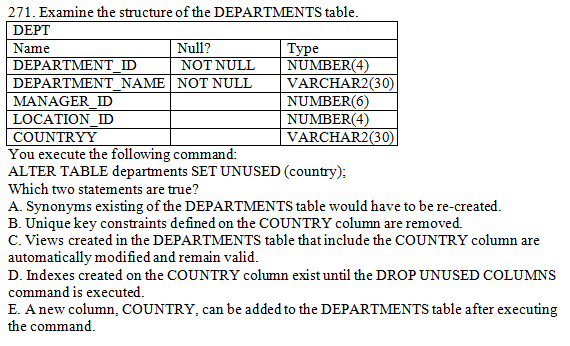 271. Examine the structure of the DEPARTMENTS table.
DEPT
Name Null? Type
DEPARTMENT_ID NOT NULL NUMBER(4)
DEPARTMENT_NAME NOT NULL VARCHAR2(30)
MANAGER_ID NUMBER(6)
LOCATION_ID NUMBER(4)
COUNTRYY VARCHAR2(30)
You execute the following command:
ALTER TABLE departments SET UNUSED (country);
Which two statements are true?
A. Synonyms existing of the DEPARTMENTS table would have to be re-created.
B. Unique key constraints defined on the COUNTRY column are removed.
C. Views created in the DEPARTMENTS table that include the COUNTRY column are
automatically modified and remain valid.
D. Indexes created on the COUNTRY column exist until the DROP UNUSED COLUMNS
command is executed.
E. A new column, COUNTRY, can be added to the DEPARTMENTS table after executing
the command.